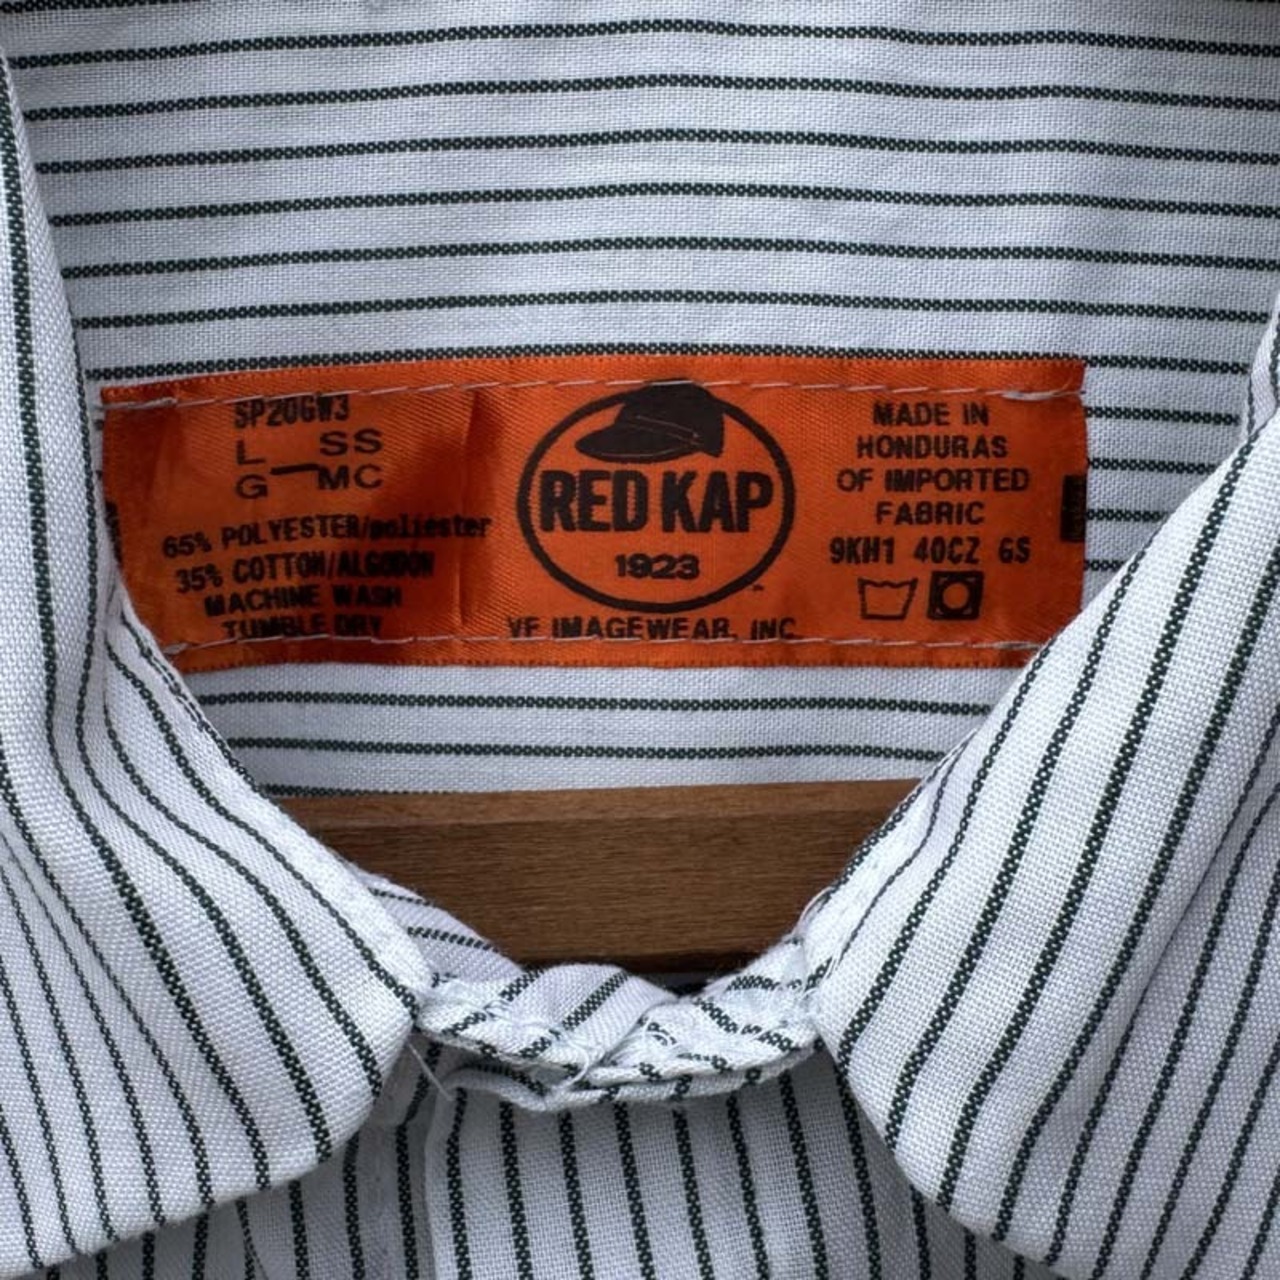 SP20GW3
L SS
G MC
65% POLYESTER/poliester
35% COTTON/ALGODON
MACHINE WASH
TUMBLE DRY
RED KAP
1923
VF IMAGEWEAR, INC
MADE IN
HONDURAS
OF IMPORTED
FABRIC
9KH1 40CZ 6S